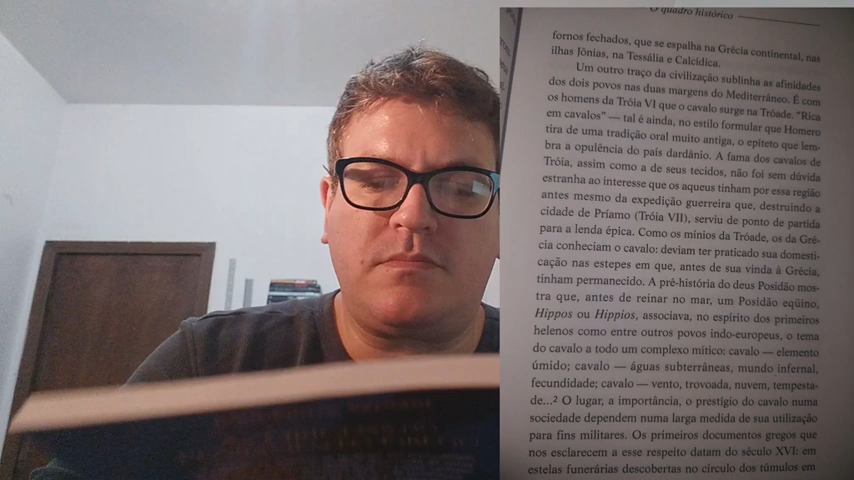 O quadro histórico
fornos fechados, que se espalha na Grécia continental, nas
ilhas Jônias, na Tessália e Calcídica.
Um outro traço da civilização sublinha as afinidades
dos dois povos nas duas margens do Mediterrâneo. É com
os homens da Tróia VI que o cavalo surge na Tróade. "Rica
em cavalos" — tal é ainda, no estilo formular que Homero
tira de uma tradição oral muito antiga, o epíteto que lem-
bra a opulência do país dardânio. A fama dos cavalos de
Tróia, assim como a de seus tecidos, não foi sem dúvida
estranha ao interesse que os aqueus tinham por essa região
antes mesmo da expedição guerreira que, destruindo a
cidade de Príamo (Tróia VII), serviu de ponto de partida
para a lenda épica. Como os mínios da Tróade, os da Gré-
cia conheciam o cavalo: deviam ter praticado sua domesti-
cação nas estepes em que, antes de sua vinda à Grécia,
tinham permanecido. A pré-história do deus Posidão mos-
tra que, antes de reinar no mar, um Posidão eqüino,
Hippos ou Hippios, associava, no espírito dos primeiros
helenos como entre outros povos indo-europeus, o tema
do cavalo a todo um complexo mítico: cavalo — elemento
úmido; cavalo — águas subterrâneas, mundo infernal,
fecundidade; cavalo — vento, trovoada, nuvem, tempesta-
de...² O lugar, a importância, o prestígio do cavalo numa
sociedade dependem numa larga medida de sua utilização
para fins militares. Os primeiros documentos gregos que
nos esclarecem a esse respeito datam do século XVI: em
estelas funerárias descobertas no círculo dos túmulos em